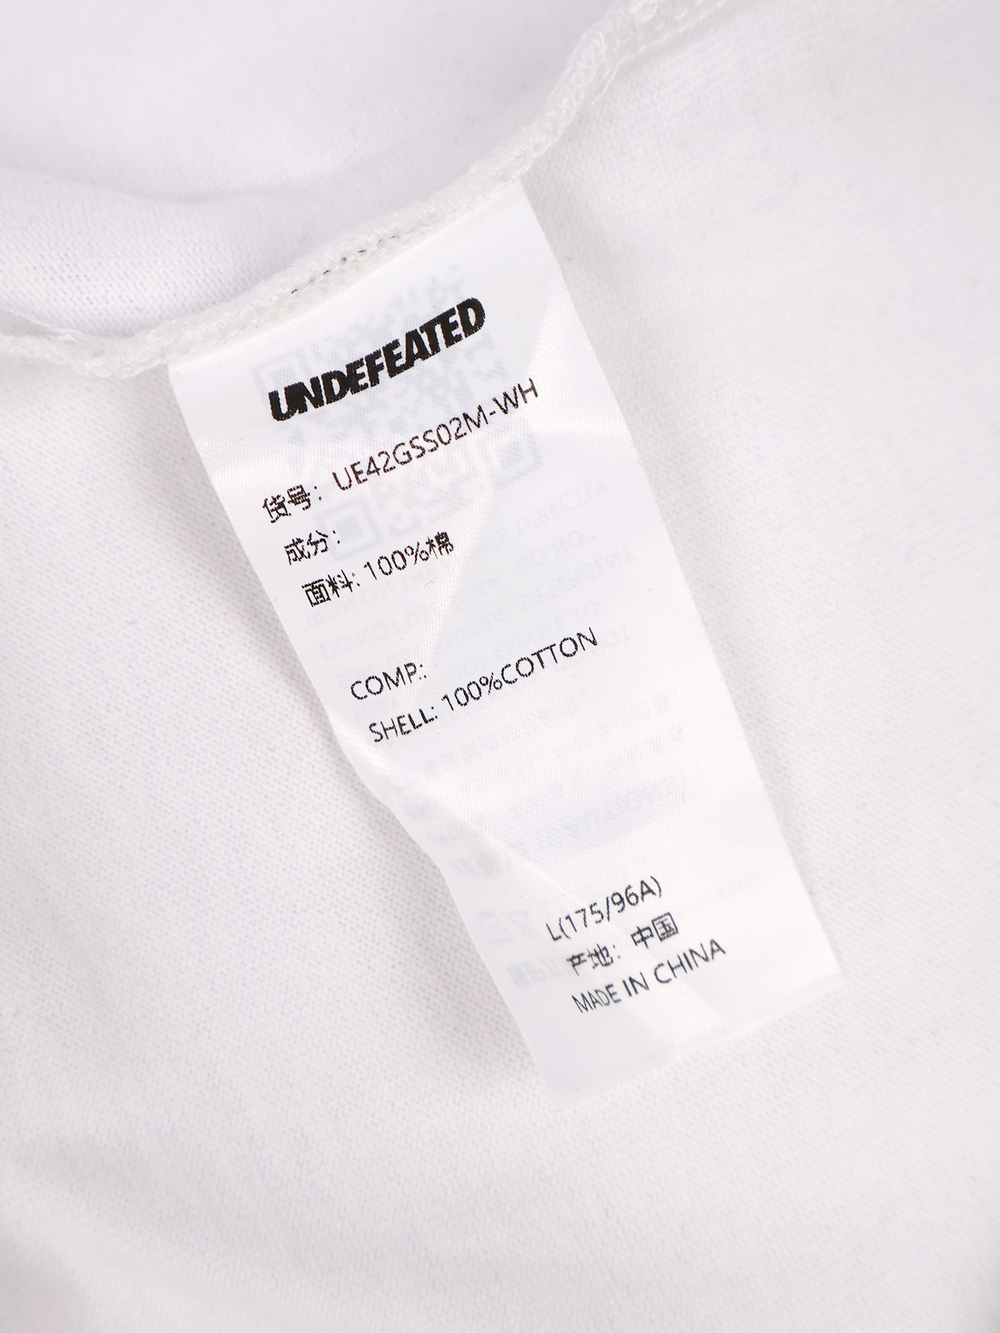 UNDEFEATED
货号: UE42GSS02M-WH
成分:
面料: 100%棉
COMP.:
SHELL: 100%COTTON
L(175/96A)
产地: 中国
MADE IN CHINA